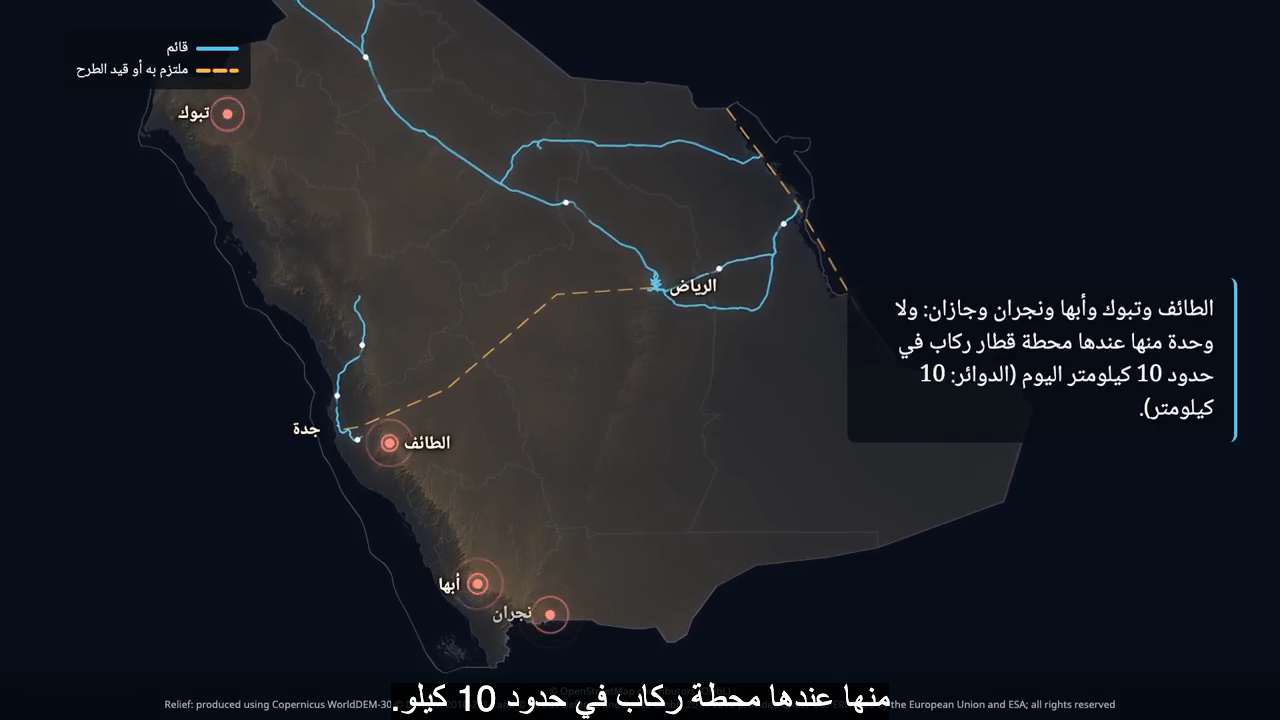 قائم
ملتزم به أو قيد الطرح
تبوك
الرياض
جدة
الطائف
أبها
نجران
الطائف وتبوك وأبها ونجران وجازان: ولا
وحدة منها عندها محطة قطار ركاب في
حدود 10 كيلومتر اليوم (الدوائر: 10
كيلومتر).
منها عندها محطة ركاب في حدود 10 كيلو.
© OpenStreetMap
Relief: produced using Copernicus WorldDEM-30 the European Union and ESA; all rights reserved